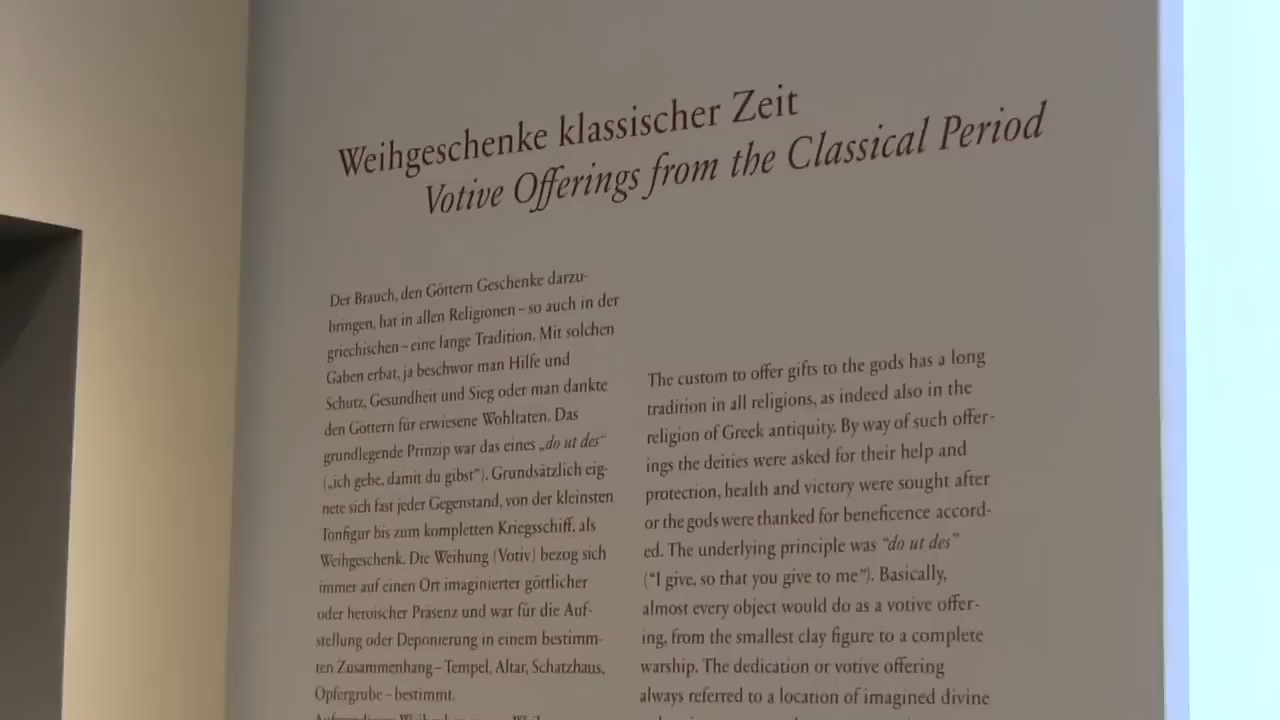 Weihgeschenke klassischer Zeit
Votive Offerings from the Classical Period
Der Brauch, den Göttern Geschenke darzu-
bringen, hat in allen Religionen – so auch in der
griechischen – eine lange Tradition. Mit solchen
Gaben erbat, ja beschwor man Hilfe und
Schutz, Gesundheit und Sieg oder man dankte
den Göttern für erwiesene Wohltaten. Das
grundlegende Prinzip war das eines „do ut des“
(„ich gebe, damit du gibst“). Grundsätzlich eig-
nete sich fast jeder Gegenstand, von der kleinsten
Tonfigur bis zum kompletten Kriegsschiff, als
Weihgeschenk. Die Weihung (Votiv) bezog sich
immer auf einen Ort imaginierter göttlicher
oder heroischer Präsenz und war für die Auf-
stellung oder Deponierung in einem bestimm-
ten Zusammenhang – Tempel, Altar, Schatzhaus,
Opfergrube – bestimmt.
The custom to offer gifts to the gods has a long
tradition in all religions, as indeed also in the
religion of Greek antiquity. By way of such offer-
ings the deities were asked for their help and
protection, health and victory were sought after
or the gods were thanked for beneficence accord-
ed. The underlying principle was “do ut des”
(“I give, so that you give to me”). Basically,
almost every object would do as a votive offer-
ing, from the smallest clay figure to a complete
warship. The dedication or votive offering
always referred to a location of imagined divine